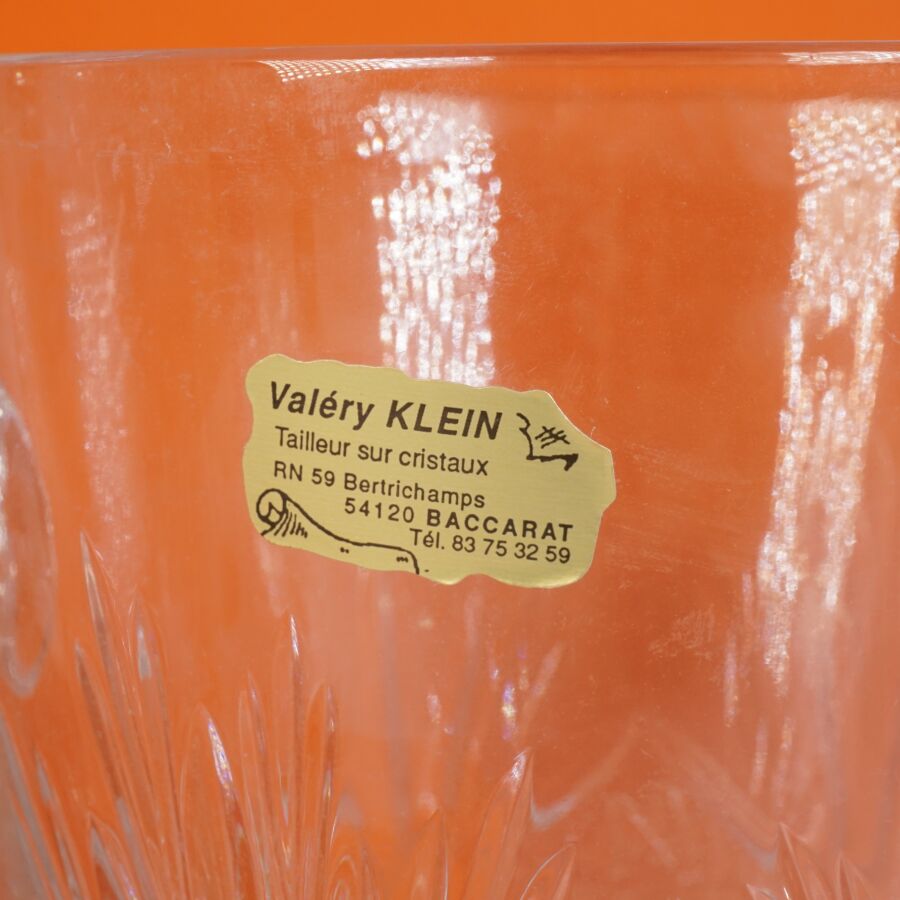 Valéry KLEIN
Tailleur sur cristaux
RN 59 Bertrichamps
54120 BACCARAT
Tél. 83 75 32 59